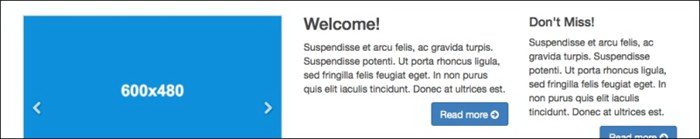 600x480
Welcome!
Suspendisse et arcu felis, ac gravida turpis.
Suspendisse potenti. Ut porta rhoncus ligula,
sed fringilla felis feugiat eget. In non purus
quis elit iaculis tincidunt. Donec at ultrices est.
Read more
Don't Miss!
Suspendisse et arcu felis, ac
gravida turpis. Suspendisse
potenti. Ut porta rhoncus
ligula, sed fringilla felis
feugiat eget. In non purus
quis elit iaculis tincidunt.
Donec at ultrices est.
Read more